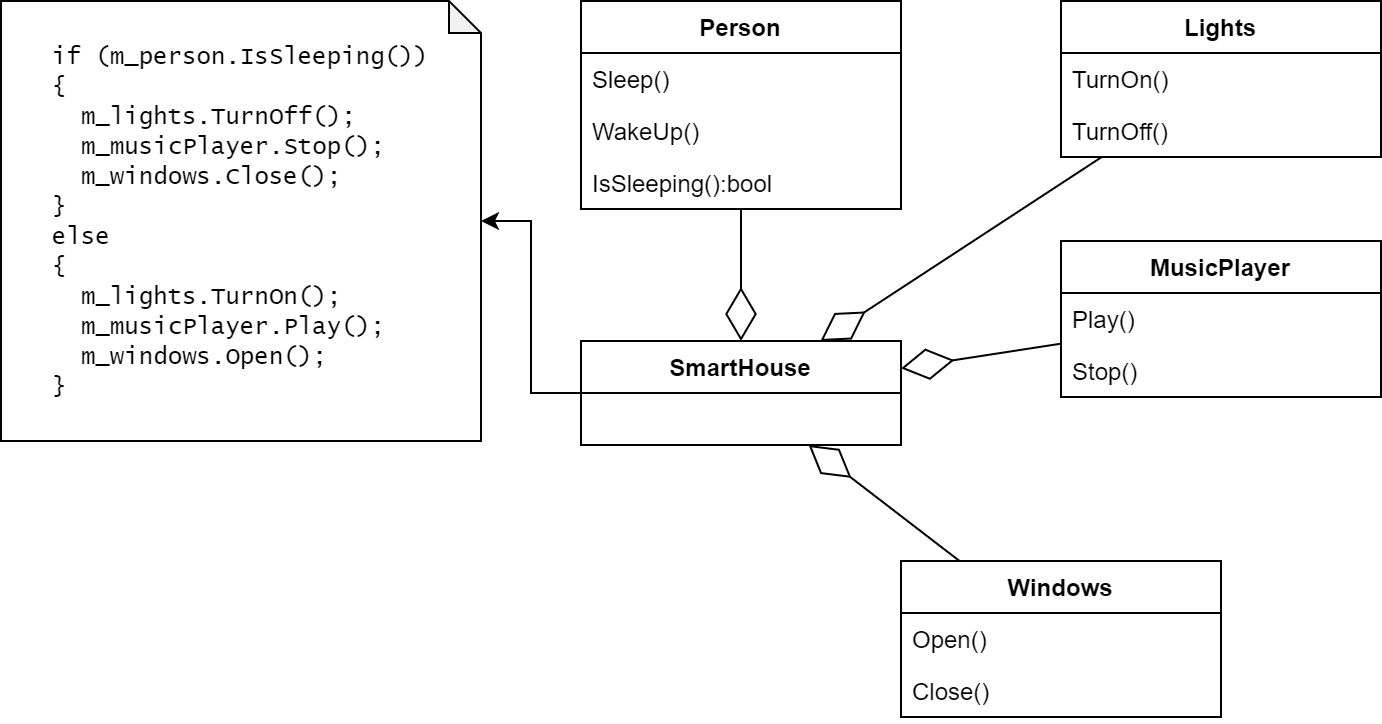 if (m_person.IsSleeping())
{
  m_lights.TurnOff();
  m_musicPlayer.Stop();
  m_windows.Close();
}
else
{
  m_lights.TurnOn();
  m_musicPlayer.Play();
  m_windows.Open();
}
Person
Sleep()
WakeUp()
IsSleeping():bool
Lights
TurnOn()
TurnOff()
MusicPlayer
Play()
Stop()
SmartHouse
Windows
Open()
Close()